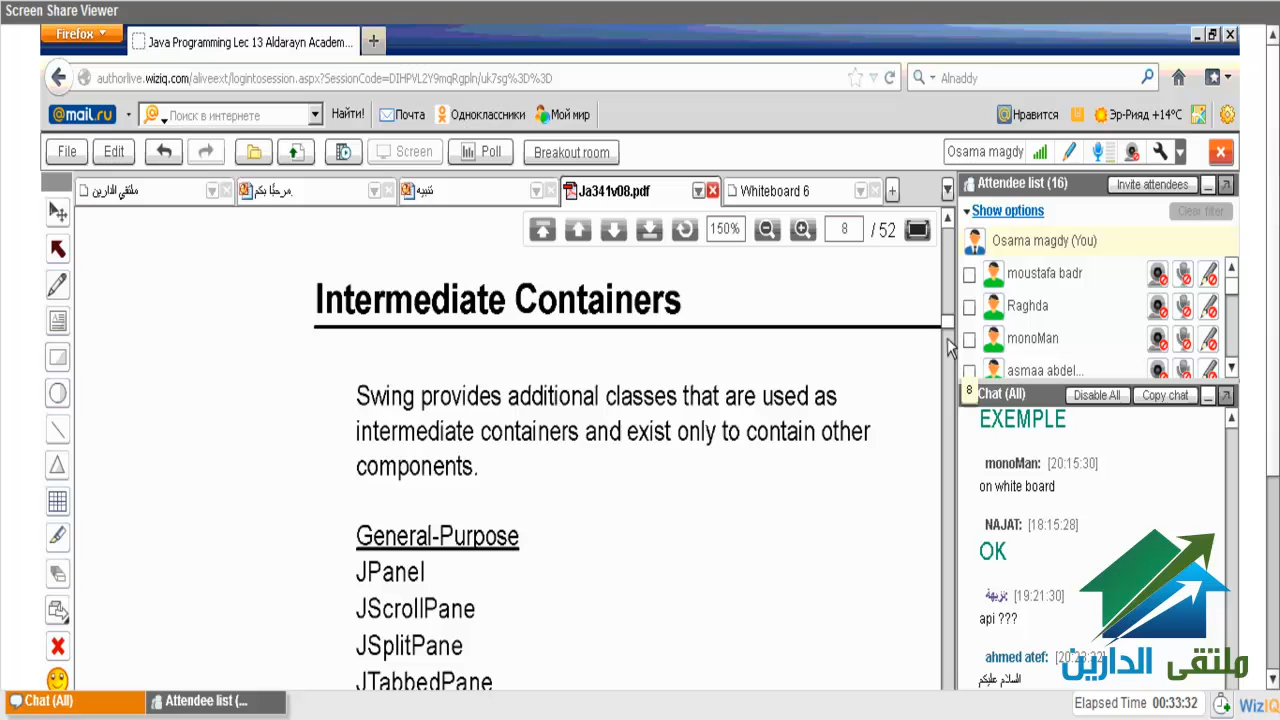 Screen Share Viewer
Firefox
Java Programming Lec 13 Aldarayn Academ...
authorlive.wiziq.com/aliveext/logintosession.aspx?SessionCode=DIHPVL2Y9mqRgpln/uk7sg%3D%3D
Alnaddy
@mail.ru
Поиск в интернете
Найти!
Почта
Одноклассники
Мой мир
Нравится
Эр-Рияд +14°C
File
Edit
Screen
Poll
Breakout room
Osama magdy
ملتقي الدارين
مرحبًا بكم.
تنبيه
Ja341v08.pdf
Whiteboard 6
150%
8
/ 52
Intermediate Containers
Swing provides additional classes that are used as
intermediate containers and exist only to contain other
components.
General-Purpose
JPanel
JScrollPane
JSplitPane
JTabbedPane
Attendee list (16)
Invite attendees
Show options
Clear filter
Osama magdy (You)
moustafa badr
Raghda
monoMan
asmaa abdel...
8
Chat (All)
Disable All
Copy chat
EXEMPLE
monoMan: [20:15:30]
on white board
NAJAT: [18:15:28]
OK
نزيهة: [19:21:30]
api ???
ahmed atef: [20:23:32]
السلام عليكم
ملتقى الدارين
Chat (All)
Attendee list (...
Elapsed Time 00:33:32
WizIQ